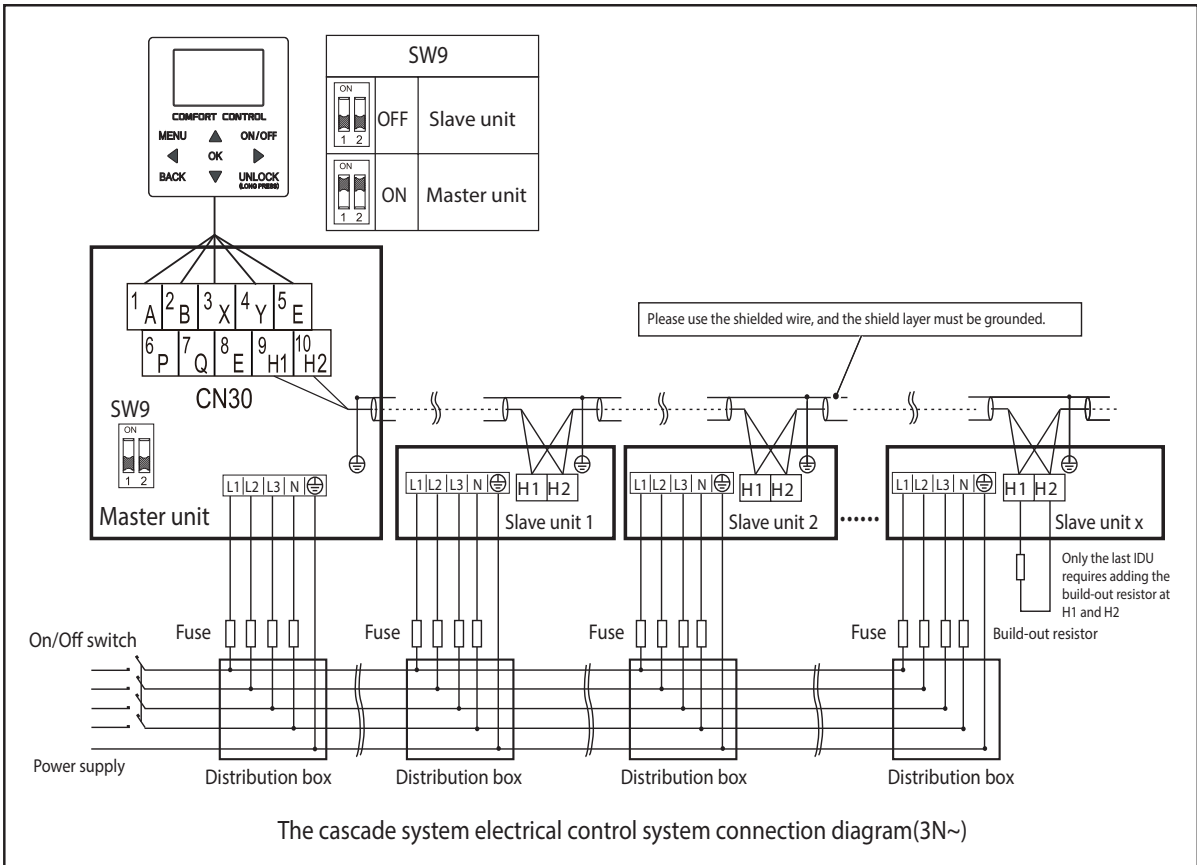 SW9
ON
1 2
OFF
Slave unit
ON
1 2
ON
Master unit
COMFORT CONTROL
MENU ON/OFF
OK
BACK UNLOCK
(LONG PRESS)
1 A 2 B 3 X 4 Y 5 E
6 P 7 Q 8 E 9 H1 10 H2
CN30
SW9
ON
1 2
Please use the shielded wire, and the shield layer must be grounded.
L1 L2 L3 N
Master unit
L1 L2 L3 N
H1 H2
Slave unit 1
L1 L2 L3 N
H1 H2
Slave unit 2
......
L1 L2 L3 N
H1 H2
Slave unit x
Only the last IDU
requires adding the
build-out resistor at
H1 and H2
Build-out resistor
On/Off switch
Fuse
Fuse
Fuse
Fuse
Power supply
Distribution box
Distribution box
Distribution box
Distribution box
The cascade system electrical control system connection diagram(3N~)